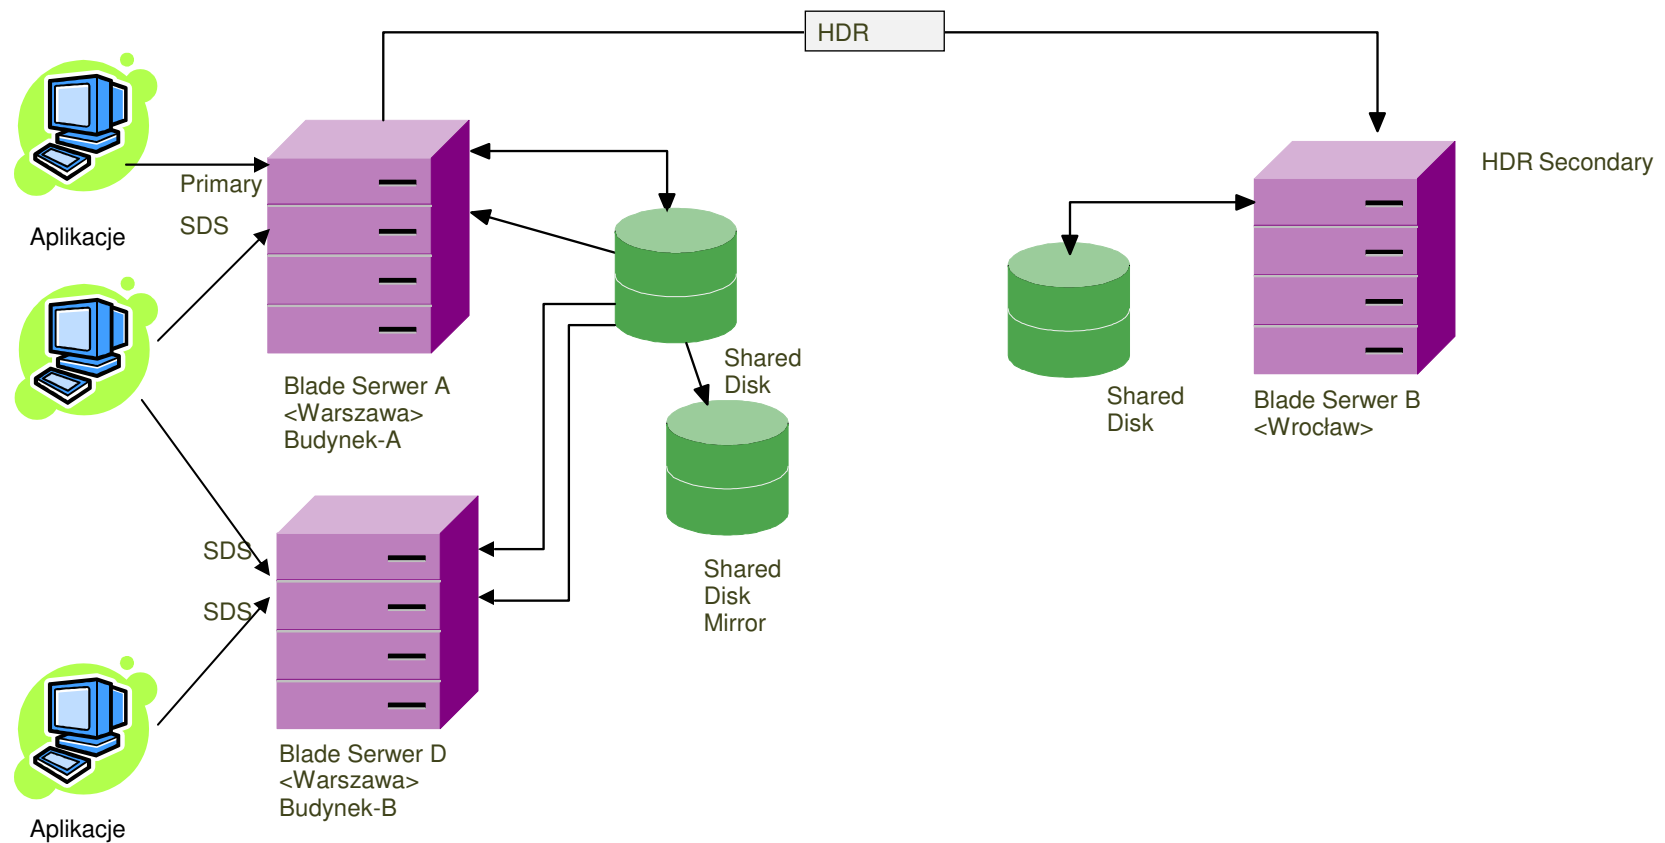 HDR
HDR Secondary
Primary
SDS
Aplikacje
Shared
Disk
Blade Serwer A
<Warszawa>
Budynek-A
Shared
Disk
Blade Serwer B
<Wrocław>
SDS
SDS
Shared
Disk
Mirror
Blade Serwer D
<Warszawa>
Budynek-B
Aplikacje